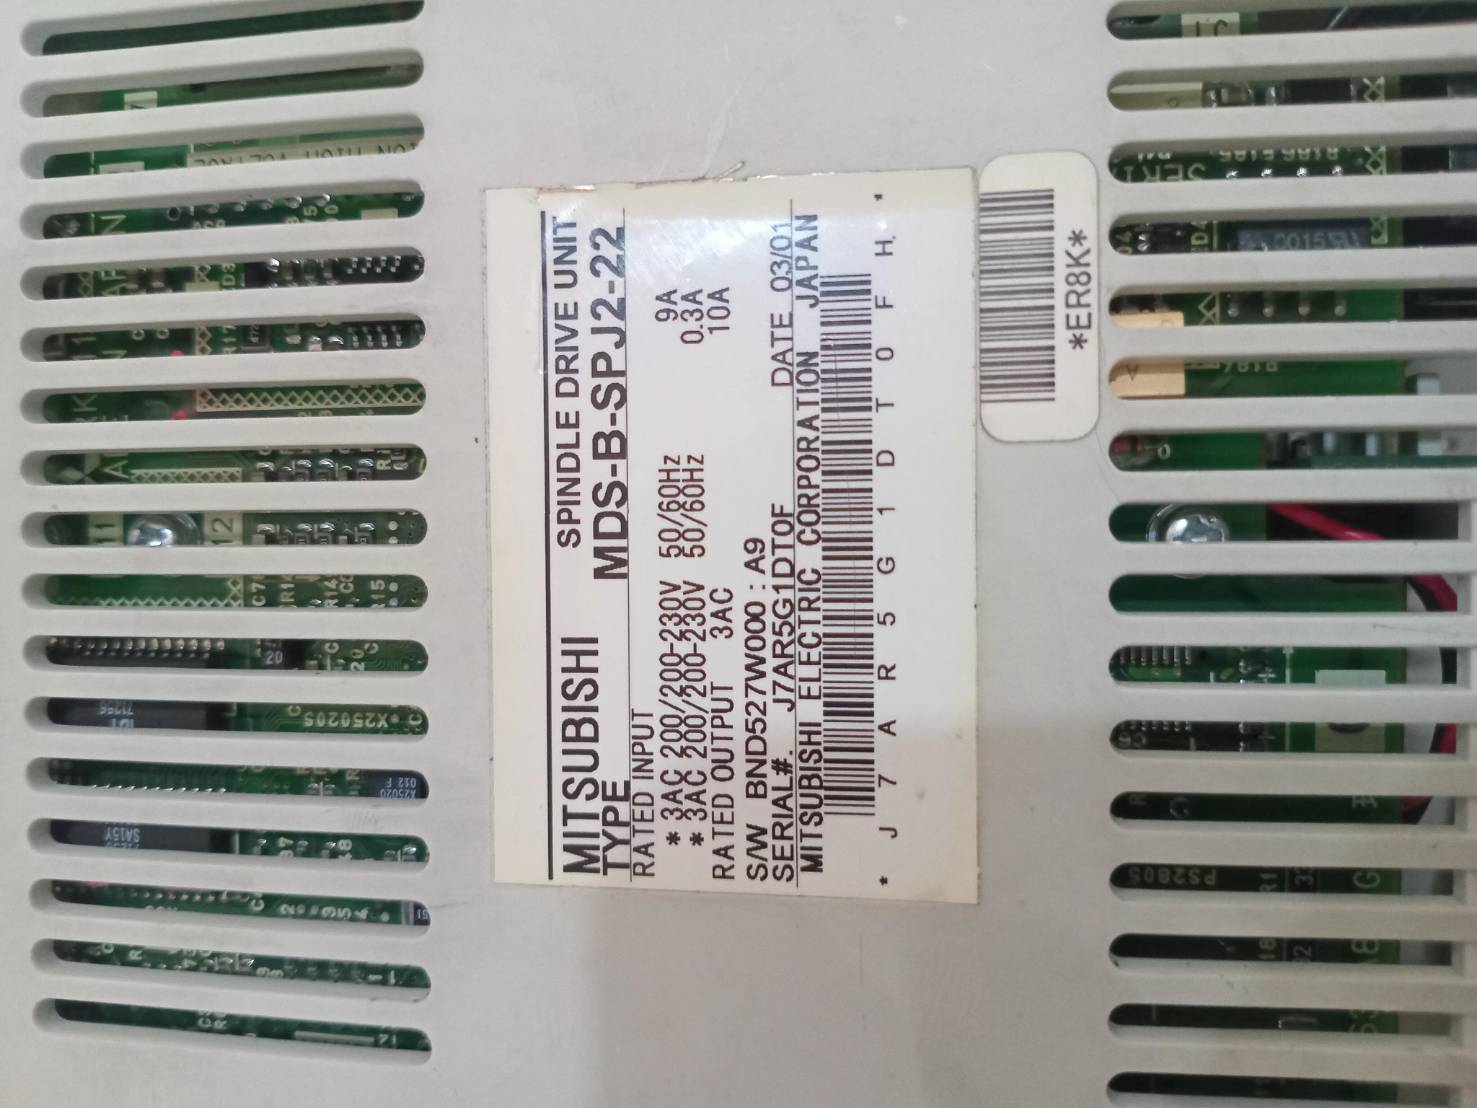 MITSUBISHI SPINDLE DRIVE UNIT
TYPE MDS-B-SPJ2-22
RATED INPUT
* 3AC 200/200-230V 50/60Hz 9A
* 3AC 200/200-230V 50/60Hz 0.3A
RATED OUTPUT 3AC 10A
S/W BND527W000 : A9
SERIAL#. J7AR5G1DT0F DATE 03/01
MITSUBISHI ELECTRIC CORPORATION JAPAN
* J 7 A R 5 G 1 D T 0 F H. *
*ER8K*
X25020S